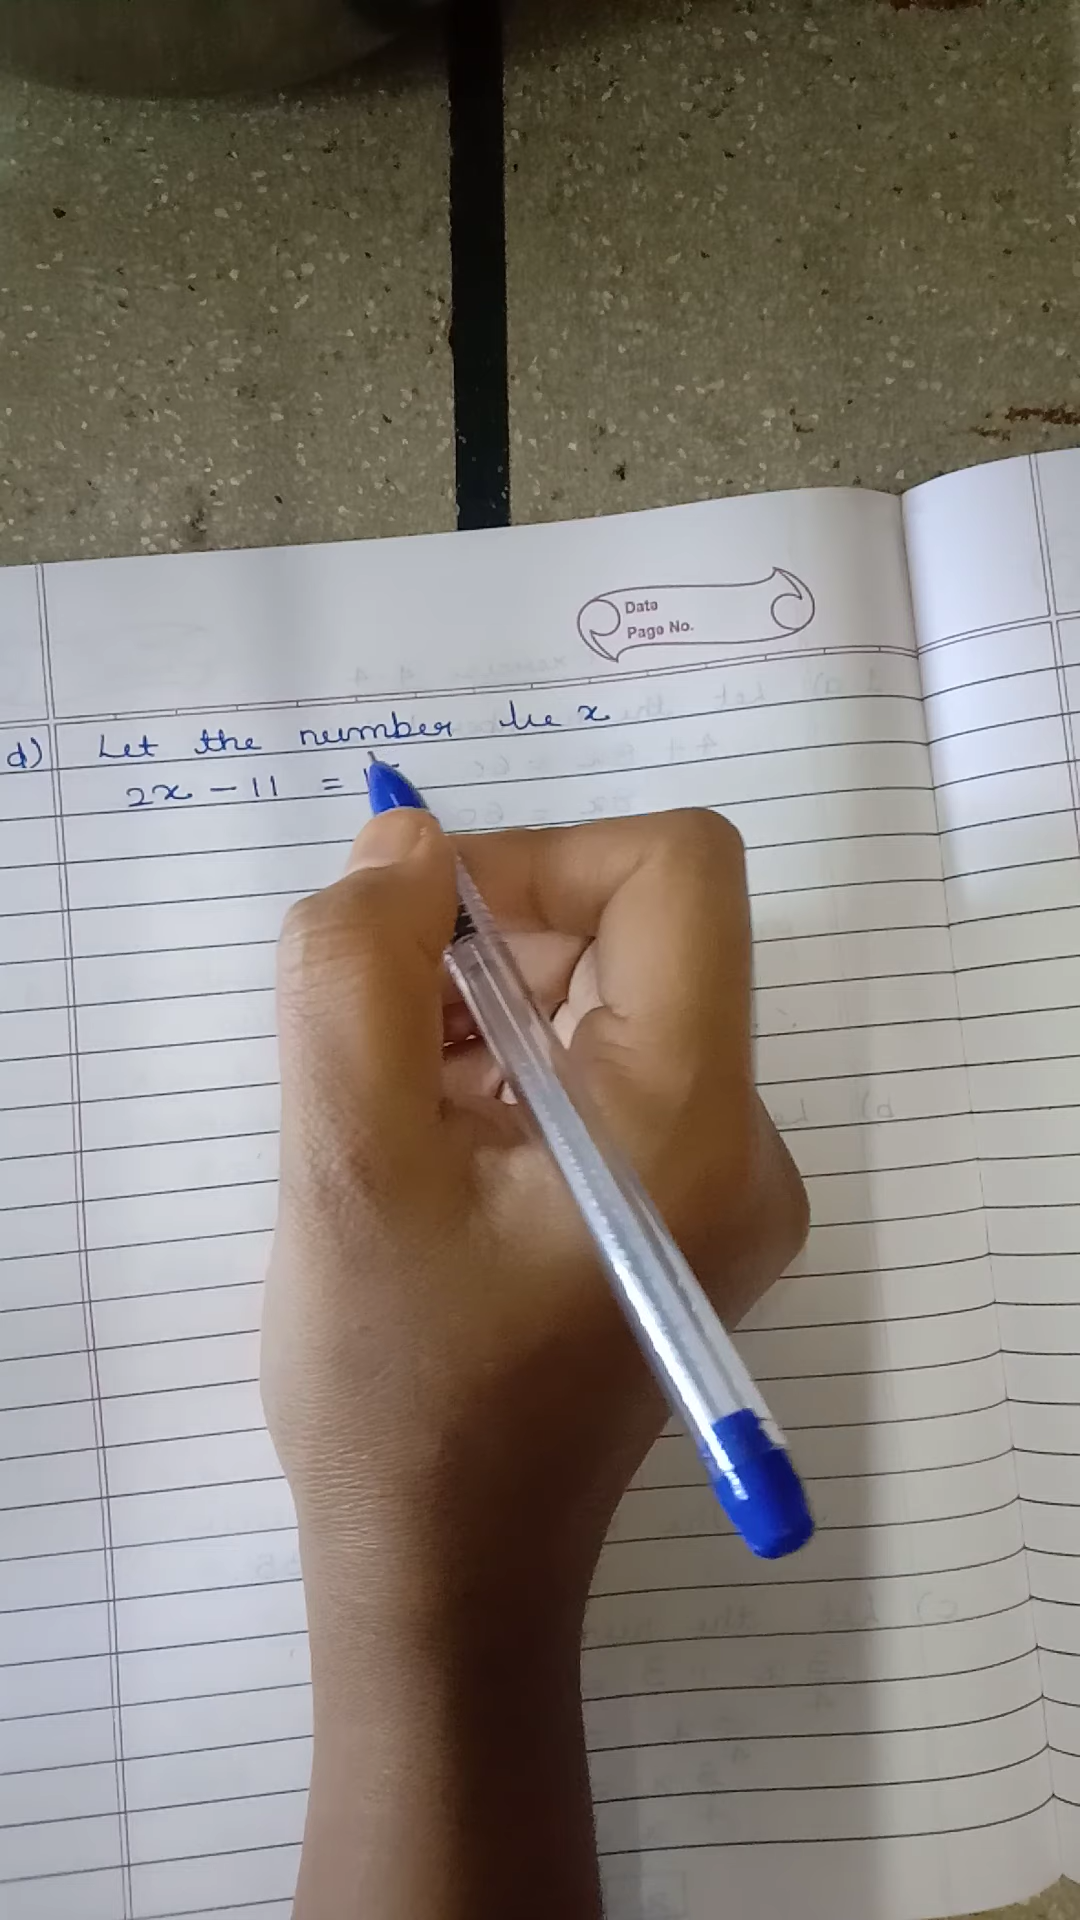 Date
Page No.
d) Let the number be x
2x - 11 =